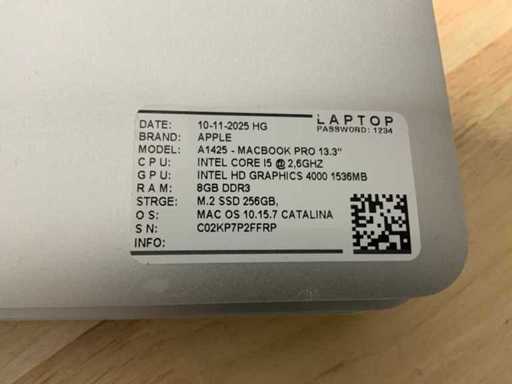 LAPTOP
PASSWORD: 1234
DATE: 10-11-2025 HG
BRAND: APPLE
MODEL: A1425 - MACBOOK PRO 13.3"
CPU: INTEL CORE I5 @ 2,6GHZ
GPU: INTEL HD GRAPHICS 4000 1536MB
RAM: 8GB DDR3
STRGE: M.2 SSD 256GB,
OS: MAC OS 10.15.7 CATALINA
SN: C02KP7P2FFRP
INFO: